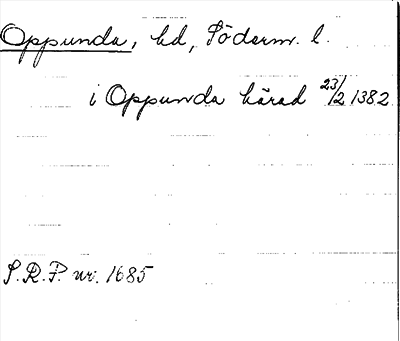 Oppunda, hd, Söderm. l.
i Oppunda härad 23/2 1382
S.R.P. nr. 1685